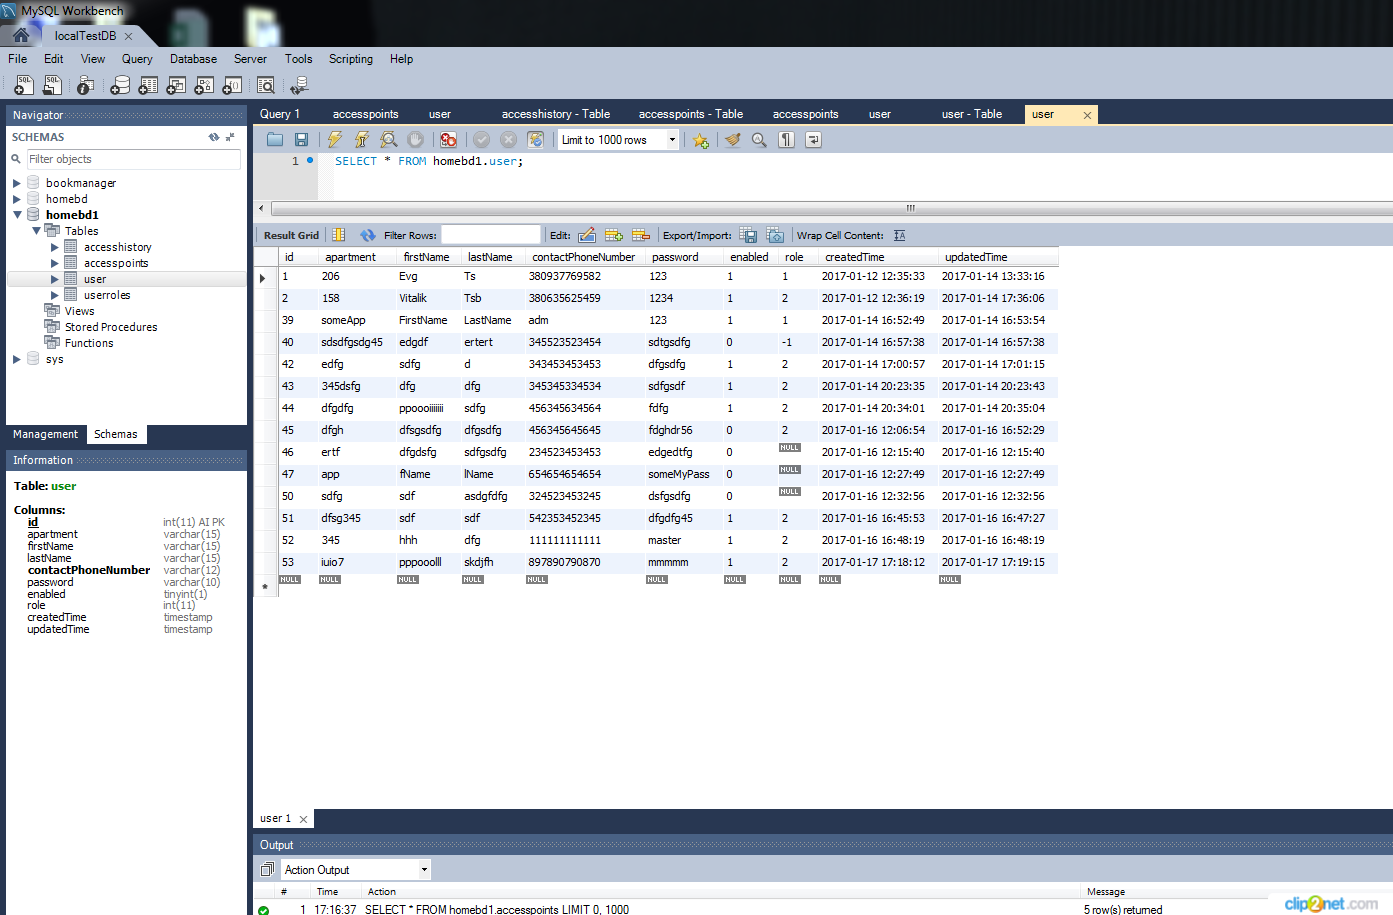 MySQL Workbench
localTestDB
File Edit View Query Database Server Tools Scripting Help
Navigator
SCHEMAS
Filter objects
bookmanager
homebd
homebd1
Tables
accesshistory
accesspoints
user
userroles
Views
Stored Procedures
Functions
sys
Management Schemas
Information
Table: user
Columns:
id int(11) AI PK
apartment varchar(15)
firstName varchar(15)
lastName varchar(15)
contactPhoneNumber varchar(12)
password varchar(10)
enabled tinyint(1)
role int(11)
createdTime timestamp
updatedTime timestamp
Query 1 accesspoints user accesshistory - Table accesspoints - Table accesspoints user user - Table user
Limit to 1000 rows
1 SELECT * FROM homebd1.user;
Result Grid Filter Rows: Edit: Export/Import: Wrap Cell Content:
id apartment firstName lastName contactPhoneNumber password enabled role createdTime updatedTime
1 206 Evg Ts 380937769582 123 1 1 2017-01-12 12:35:33 2017-01-14 13:33:16
2 158 Vitalik Tsb 380635625459 1234 1 2 2017-01-12 12:36:19 2017-01-14 17:36:06
39 someApp FirstName LastName adm 123 1 1 2017-01-14 16:52:49 2017-01-14 16:53:54
40 sdsdfgsdg45 edgdf ertert 345523523454 sdtgsdfg 0 -1 2017-01-14 16:57:38 2017-01-14 16:57:38
42 edfg sdfg d 343453453453 dfgsdfg 1 2 2017-01-14 17:00:57 2017-01-14 17:01:15
43 345dsfg dfg dfg 345345334534 sdfgsdf 1 2 2017-01-14 20:23:35 2017-01-14 20:23:43
44 dfgdfg ppoooiiiiiii sdfg 456345634564 fdfg 1 2 2017-01-14 20:34:01 2017-01-14 20:35:04
45 dfgh dfsgsdfg dfgsdfg 456345645645 fdghdr56 0 2 2017-01-16 12:06:54 2017-01-16 16:52:29
46 ertf dfgdsfg sdfgsdfg 234523453453 edgedtfg 0 NULL 2017-01-16 12:15:40 2017-01-16 12:15:40
47 app fName lName 654654654654 someMyPass 0 NULL 2017-01-16 12:27:49 2017-01-16 12:27:49
50 sdfg sdf asdgfdfg 324523453245 dsfgsdfg 0 NULL 2017-01-16 12:32:56 2017-01-16 12:32:56
51 dfsg345 sdf sdf 542353452345 dfgdfg45 1 2 2017-01-16 16:45:53 2017-01-16 16:47:27
52 345 hhh dfg 111111111111 master 1 2 2017-01-16 16:48:19 2017-01-16 16:48:19
53 iuio7 pppooolll skdjfh 897890790870 mmmmm 1 2 2017-01-17 17:18:12 2017-01-17 17:19:15
* NULL NULL NULL NULL NULL NULL NULL NULL NULL NULL
user 1
Output
Action Output
# Time Action Message
1 17:16:37 SELECT * FROM homebd1.accesspoints LIMIT 0, 1000 5 row(s) returned
clip2net.com